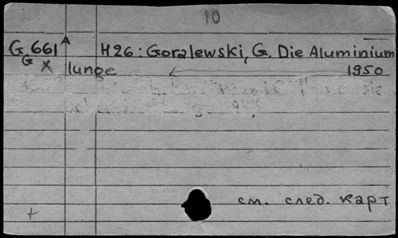 10
G 661 A H26: Goralewski, G. Die Aluminium
G X lunge 1950
см. след. карт
+